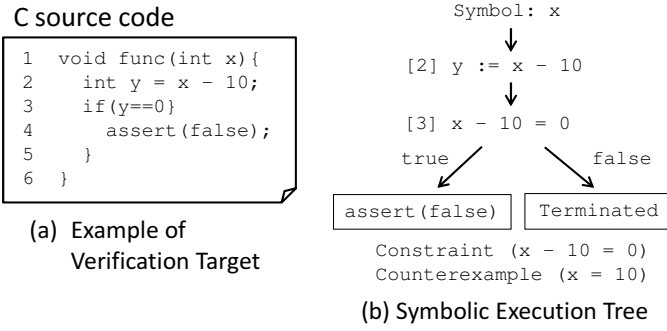 C source code
1 void func(int x){
2 int y = x – 10;
3 if(y==0}
4 assert(false);
5 }
6 }
(a) Example of
Verification Target
Symbol: x
[2] y := x – 10
[3] x – 10 = 0
true
false
assert(false)
Terminated
Constraint (x – 10 = 0)
Counterexample (x = 10)
(b) Symbolic Execution Tree